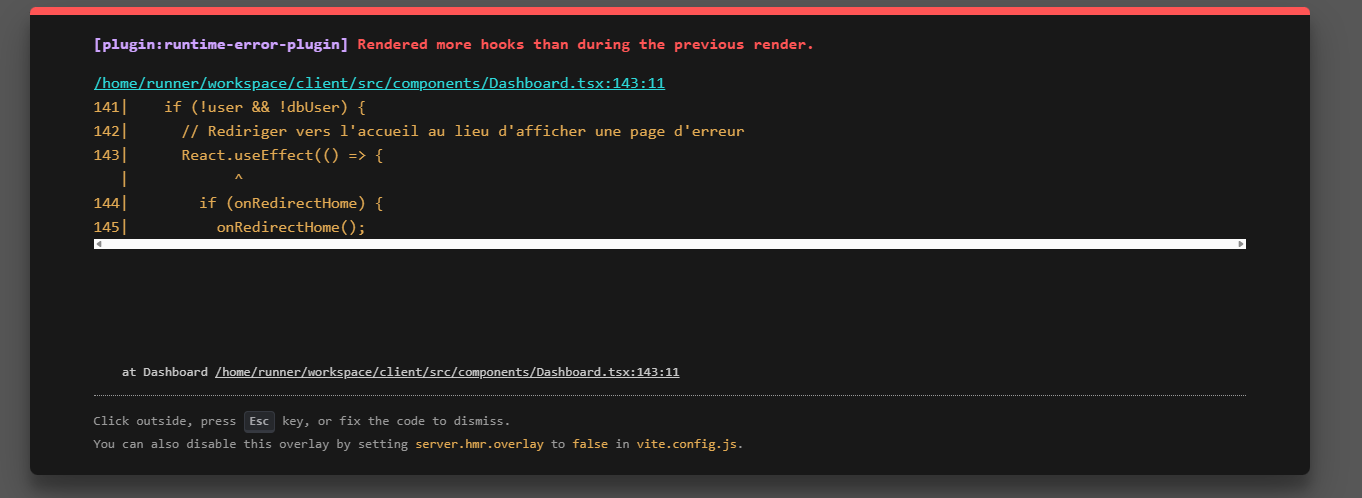 [plugin:runtime-error-plugin] Rendered more hooks than during the previous render.
/home/runner/workspace/client/src/components/Dashboard.tsx:143:11
141|    if (!user && !dbUser) {
142|      // Rediriger vers l'accueil au lieu d'afficher une page d'erreur
143|      React.useEffect(() => {
   |            ^
144|        if (onRedirectHome) {
145|          onRedirectHome();
at Dashboard /home/runner/workspace/client/src/components/Dashboard.tsx:143:11
Click outside, press Esc key, or fix the code to dismiss.
You can also disable this overlay by setting server.hmr.overlay to false in vite.config.js.